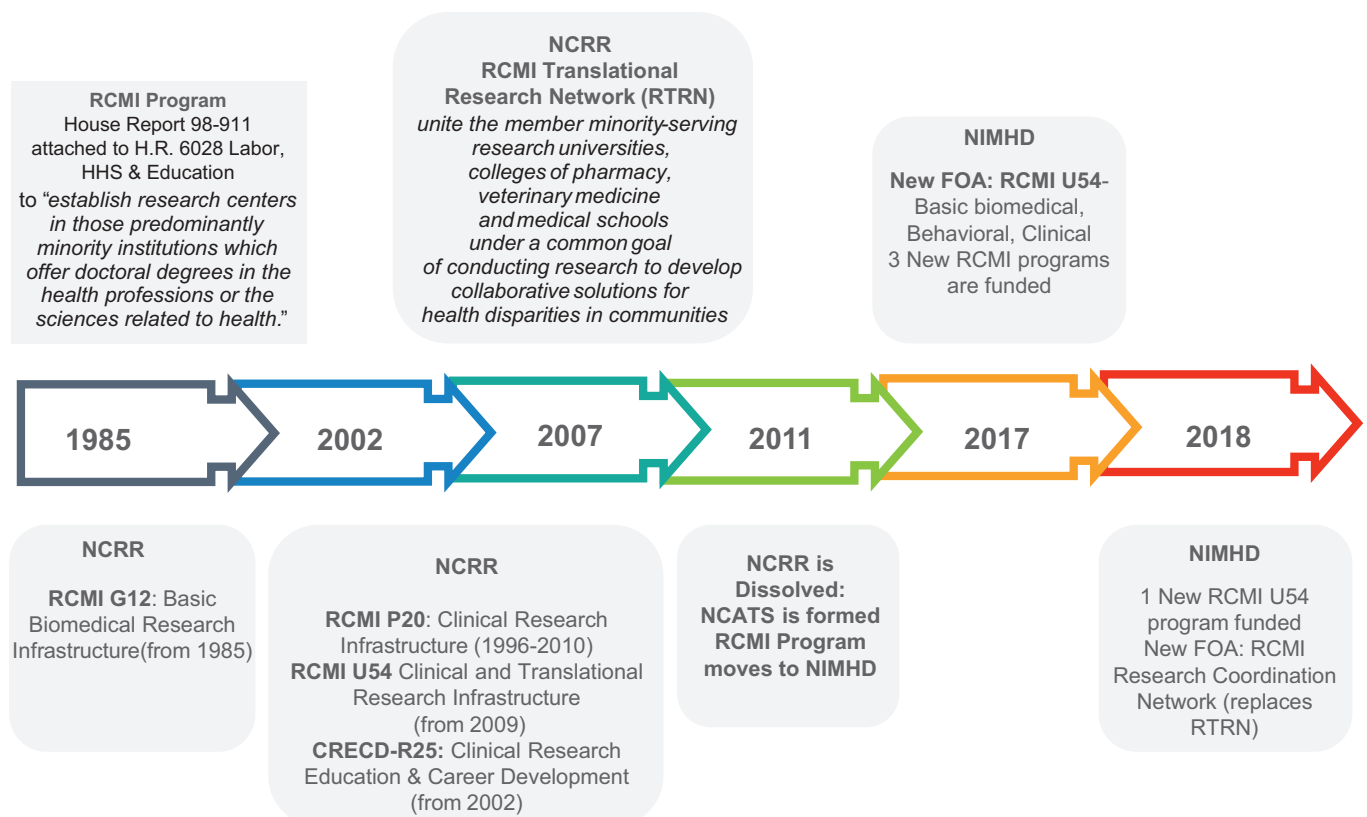 RCMI Program
House Report 98-911
attached to H.R. 6028 Labor,
HHS & Education
to “establish research centers
in those predominantly
minority institutions which
offer doctoral degrees in the
health professions or the
sciences related to health.”
NCRR
RCMI Translational
Research Network (RTRN)
unite the member minority-serving
research universities,
colleges of pharmacy,
veterinary medicine
and medical schools
under a common goal
of conducting research to develop
collaborative solutions for
health disparities in communities
NIMHD
New FOA: RCMI U54-
Basic biomedical,
Behavioral, Clinical
3 New RCMI programs
are funded
1985
2002
2007
2011
2017
2018
NCRR
RCMI G12: Basic
Biomedical Research
Infrastructure(from 1985)
NCRR
RCMI P20: Clinical Research
Infrastructure (1996-2010)
RCMI U54 Clinical and Translational
Research Infrastructure
(from 2009)
CRECD-R25: Clinical Research
Education & Career Development
(from 2002)
NCRR is
Dissolved:
NCATS is formed
RCMI Program
moves to NIMHD
NIMHD
1 New RCMI U54
program funded
New FOA: RCMI
Research Coordination
Network (replaces
RTRN)